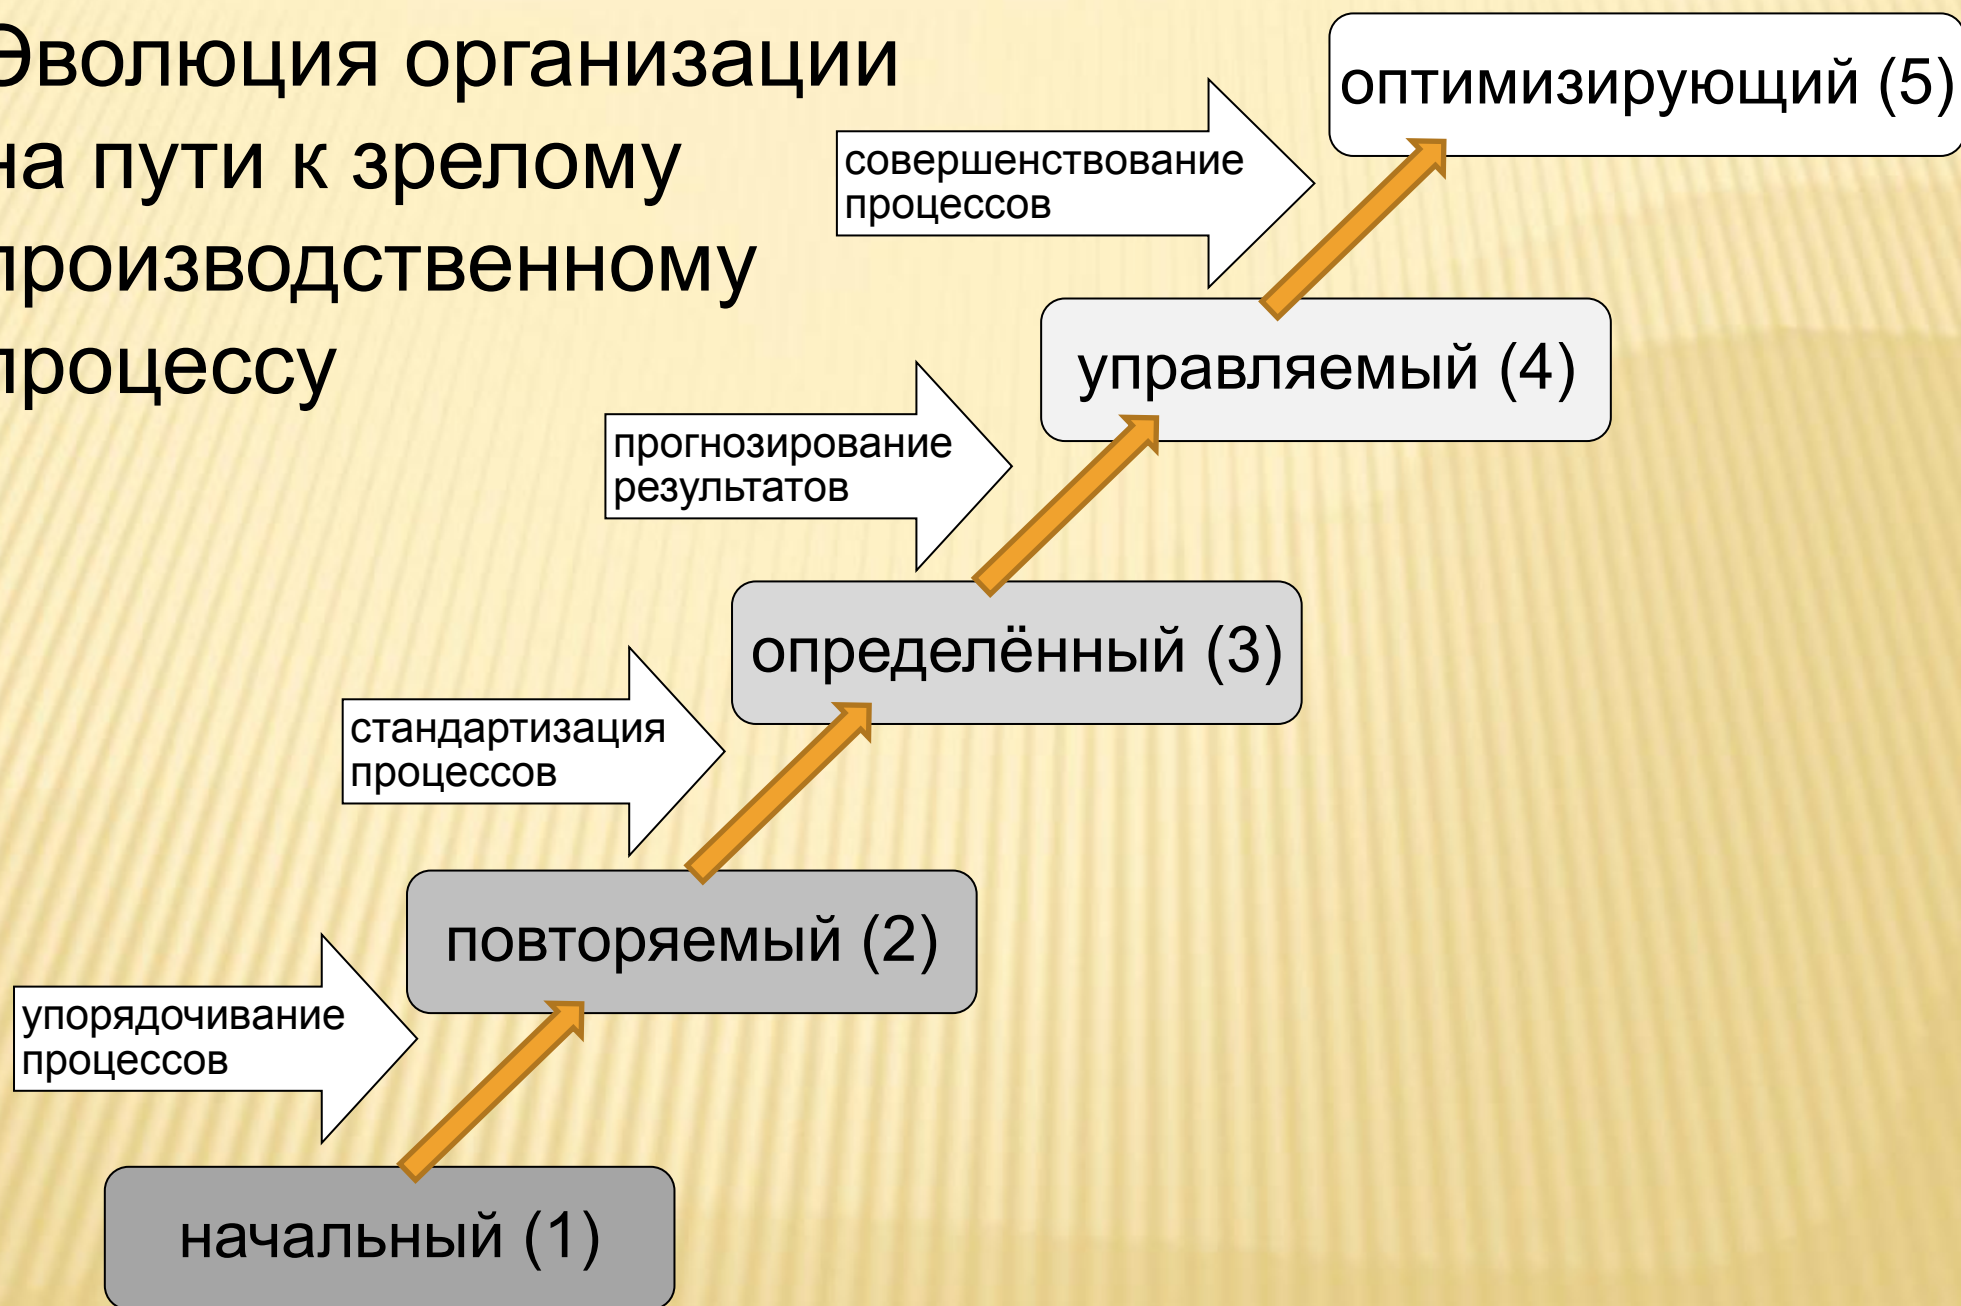 Эволюция организации
на пути к зрелому
производственному
процессу
оптимизирующий (5)
совершенствование
процессов
управляемый (4)
прогнозирование
результатов
определённый (3)
стандартизация
процессов
повторяемый (2)
упорядочивание
процессов
начальный (1)